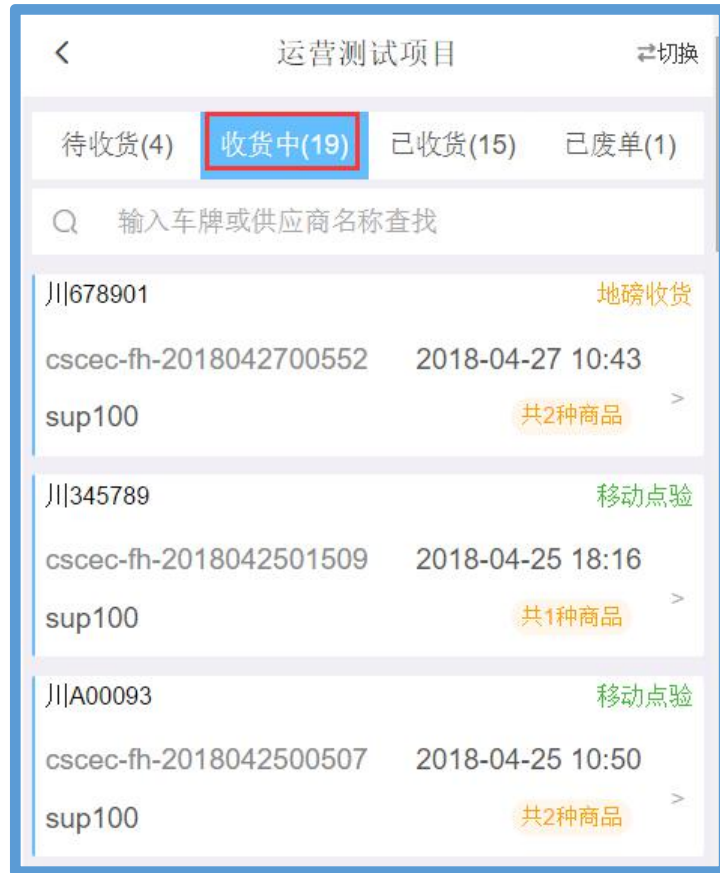 运营测试项目 切换
待收货(4) 收货中(19) 已收货(15) 已废单(1)
输入车牌或供应商名称查找
川678901 地磅收货
cscec-fh-2018042700552 2018-04-27 10:43
sup100 共2种商品 >
川345789 移动点验
cscec-fh-2018042501509 2018-04-25 18:16
sup100 共1种商品 >
川A00093 移动点验
cscec-fh-2018042500507 2018-04-25 10:50
sup100 共2种商品 >